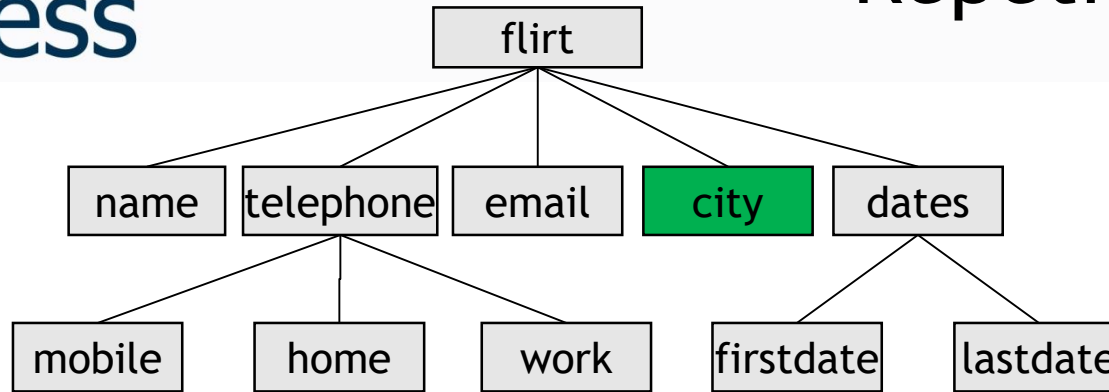 ess
flirt
name telephone email city dates
mobile home work firstdate lastdate